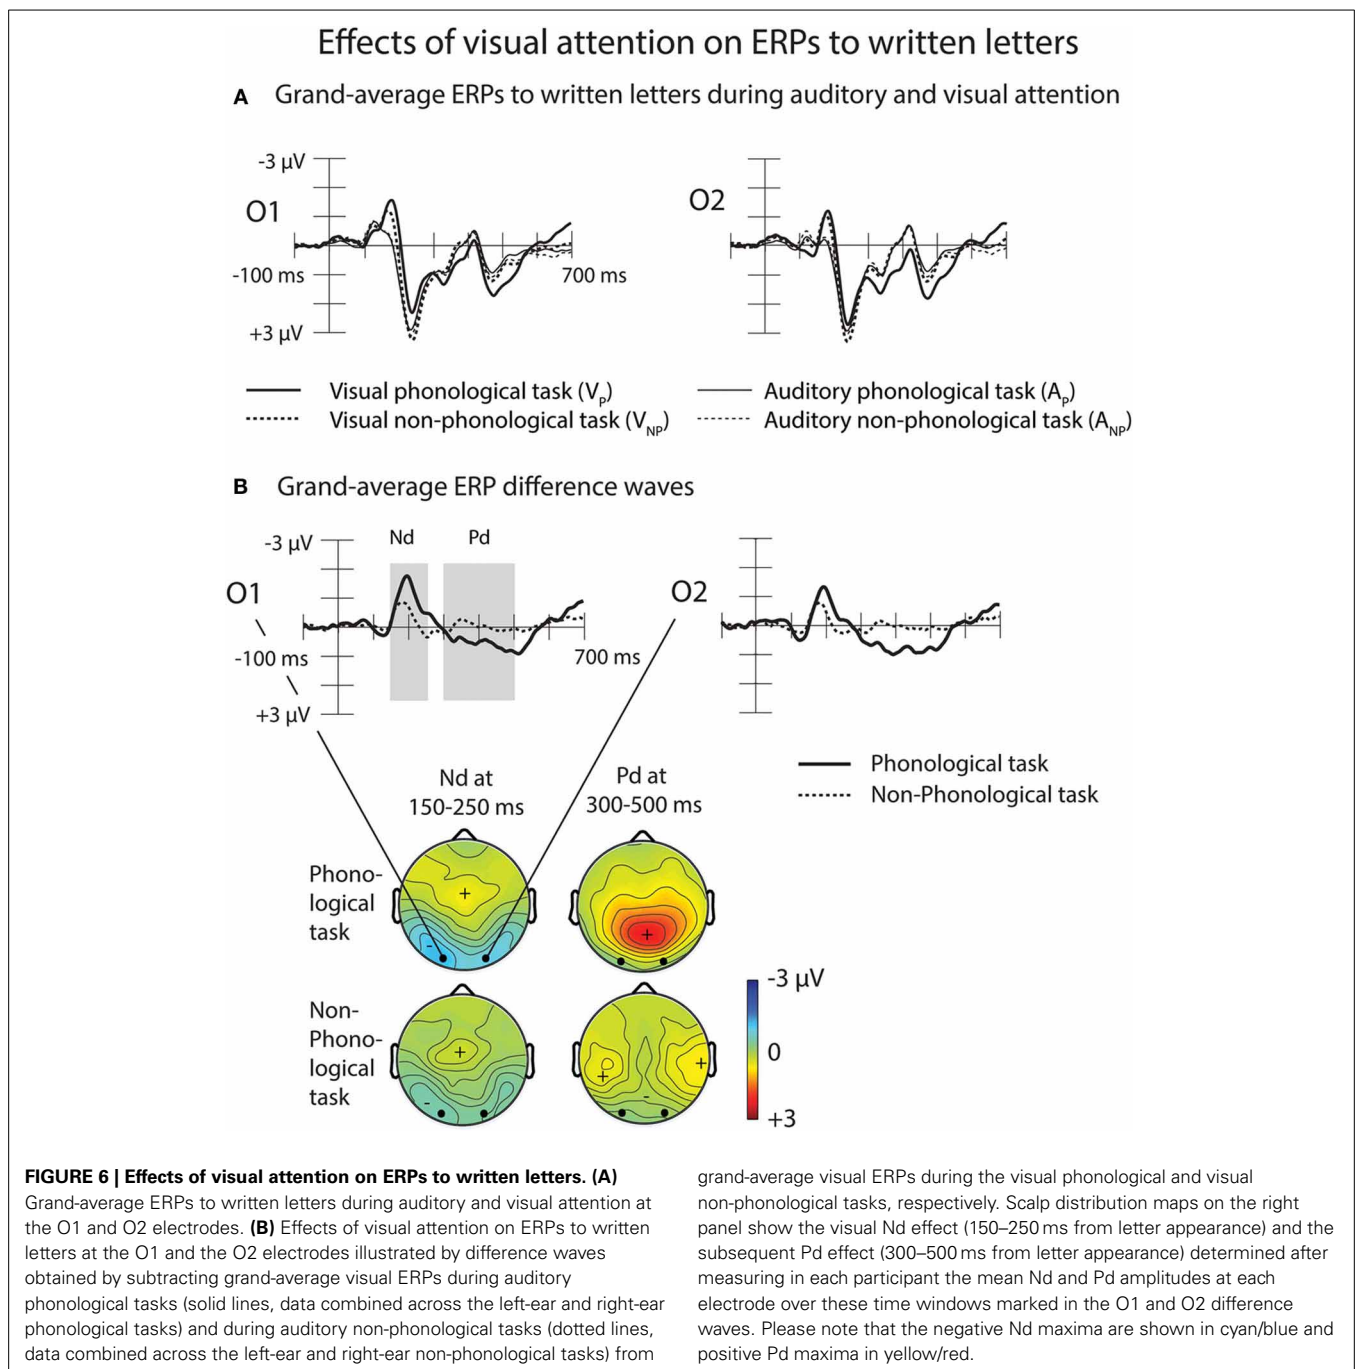 Effects of visual attention on ERPs to written letters
A Grand-average ERPs to written letters during auditory and visual attention
-3 µV
O1
-100 ms
700 ms
+3 µV
O2
Visual phonological task (VP)
Visual non-phonological task (VNP)
Auditory phonological task (AP)
Auditory non-phonological task (ANP)
B Grand-average ERP difference waves
-3 µV
Nd
Pd
O1
-100 ms
700 ms
+3 µV
O2
Phonological task
Non-Phonological task
Nd at
150-250 ms
Pd at
300-500 ms
Phono-
logical
task
+
-
+
Non-
Phono-
logical
task
+
-
+
+
-
-3 µV
0
+3
FIGURE 6 | Effects of visual attention on ERPs to written letters. (A)
Grand-average ERPs to written letters during auditory and visual attention at
the O1 and O2 electrodes. (B) Effects of visual attention on ERPs to written
letters at the O1 and the O2 electrodes illustrated by difference waves
obtained by subtracting grand-average visual ERPs during auditory
phonological tasks (solid lines, data combined across the left-ear and right-ear
phonological tasks) and during auditory non-phonological tasks (dotted lines,
data combined across the left-ear and right-ear non-phonological tasks) from
grand-average visual ERPs during the visual phonological and visual
non-phonological tasks, respectively. Scalp distribution maps on the right
panel show the visual Nd effect (150–250 ms from letter appearance) and the
subsequent Pd effect (300–500 ms from letter appearance) determined after
measuring in each participant the mean Nd and Pd amplitudes at each
electrode over these time windows marked in the O1 and O2 difference
waves. Please note that the negative Nd maxima are shown in cyan/blue and
positive Pd maxima in yellow/red.